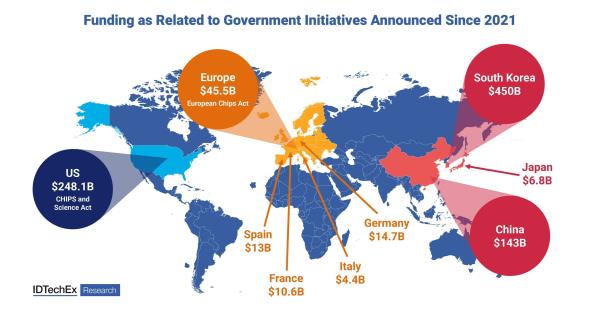 Funding as Related to Government Initiatives Announced Since 2021
Europe
$45.5B
European Chips Act
South Korea
$450B
US
$248.1B
CHIPS and
Science Act
Japan
$6.8B
China
$143B
Spain
$13B
France
$10.6B
Italy
$4.4B
Germany
$14.7B
IDTechEx Research